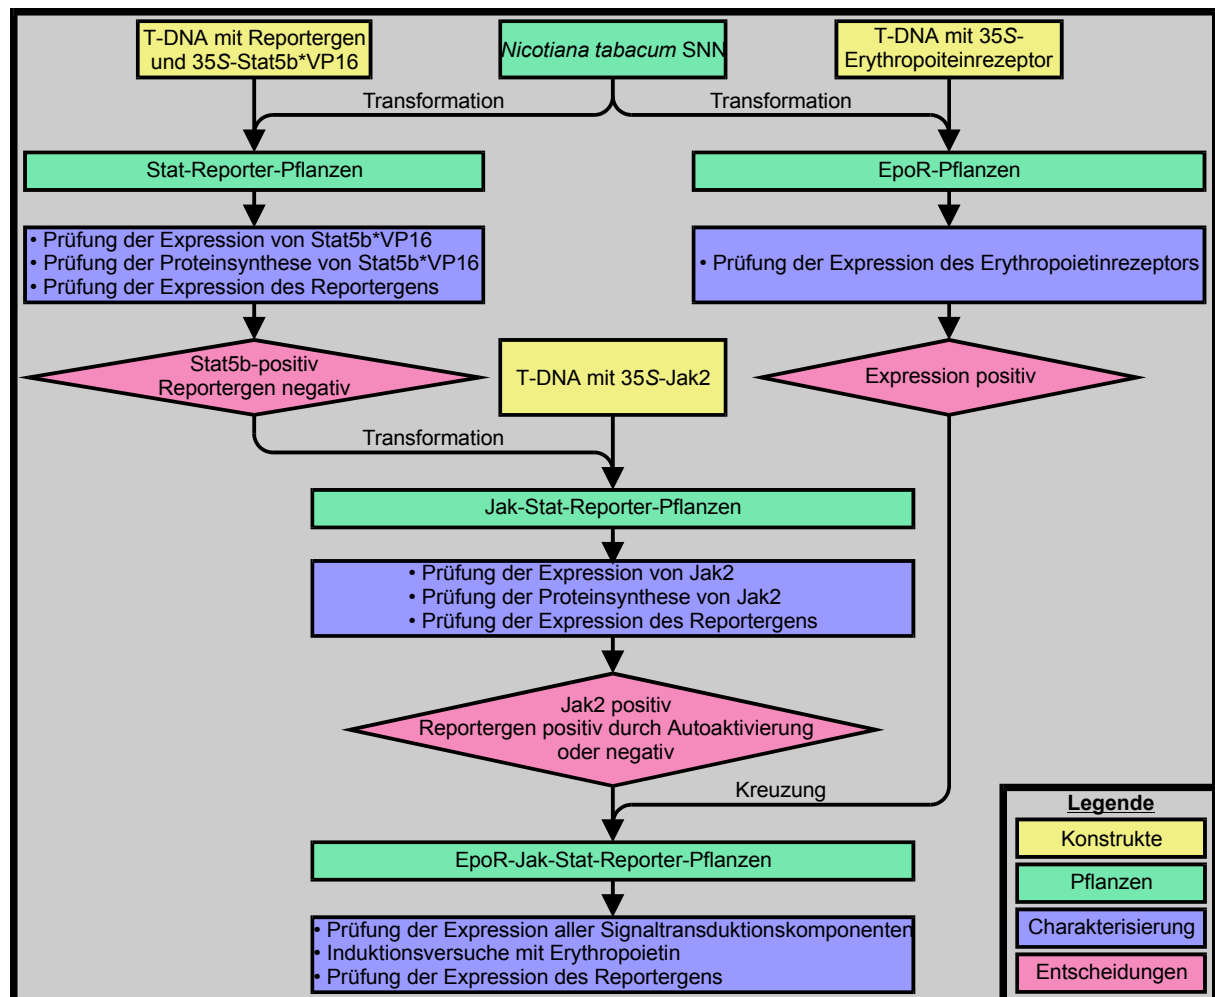 T-DNA mit Reportergen
und 35S-Stat5b*VP16
Nicotiana tabacum SNN
T-DNA mit 35S-
Erythropoiteinrezeptor
Transformation
Transformation
Stat-Reporter-Pflanzen
EpoR-Pflanzen
• Prüfung der Expression von Stat5b*VP16
• Prüfung der Proteinsynthese von Stat5b*VP16
• Prüfung der Expression des Reportergens
• Prüfung der Expression des Erythropoietinrezeptors
Stat5b-positiv
Reportergen negativ
T-DNA mit 35S-Jak2
Expression positiv
Transformation
Jak-Stat-Reporter-Pflanzen
• Prüfung der Expression von Jak2
• Prüfung der Proteinsynthese von Jak2
• Prüfung der Expression des Reportergens
Jak2 positiv
Reportergen positiv durch Autoaktivierung
oder negativ
Kreuzung
EpoR-Jak-Stat-Reporter-Pflanzen
• Prüfung der Expression aller Signaltransduktionskomponenten
• Induktionsversuche mit Erythropoietin
• Prüfung der Expression des Reportergens
Legende
Konstrukte
Pflanzen
Charakterisierung
Entscheidungen